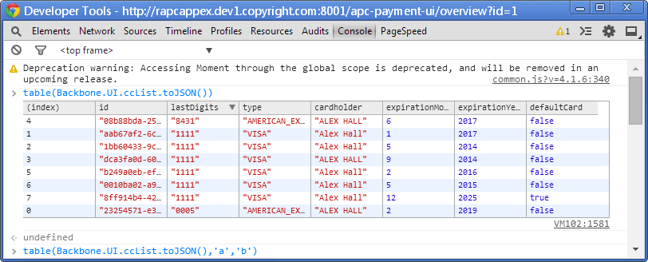 Developer Tools - http://rapcappex.dev1.copyright.com:8001/apc-payment-ui/overview?id=1
Elements Network Sources Timeline Profiles Resources Audits Console PageSpeed 1
<top frame> ▼
Deprecation warning: Accessing Moment through the global scope is deprecated, and will be removed in an
upcoming release. common.js?v=4.1.6:340
> table(Backbone.UI.ccList.toJSON())
(index) id lastDigits ▼ type cardholder expirationMo... expirationYe... defaultCard
4 "08b88bda-25... "8431" "AMERICAN_EX... "ALEX HALL" 6 2017 false
1 "aab67af2-6c... "1111" "VISA" "Alex Hall" 1 2017 false
2 "1bb60433-9c... "1111" "VISA" "ALEX HALL" 5 2014 false
3 "dca3fa0d-60... "1111" "VISA" "ALEX HALL" 9 2014 false
5 "b249a0eb-ef... "1111" "VISA" "Alex Hall" 2 2016 false
6 "0010ba02-a9... "1111" "VISA" "ALEX HALL" 5 2015 false
7 "8ff914b4-42... "1111" "VISA" "ALEX HALL" 12 2025 true
0 "23254571-e3... "0005" "AMERICAN_EX... "ALEX HALL" 2 2019 false
VM102:1581
< undefined
> table(Backbone.UI.ccList.toJSON(),'a','b')